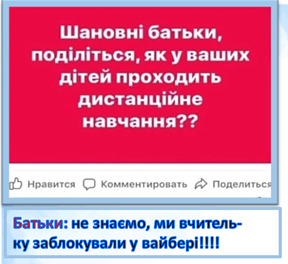 Шановні батьки,
поділіться, як у ваших
дітей проходить
дистанційне
навчання??
Нравится Комментировать Поделиться
Батьки: не знаємо, ми вчитель-
ку заблокували у вайбері!!!!